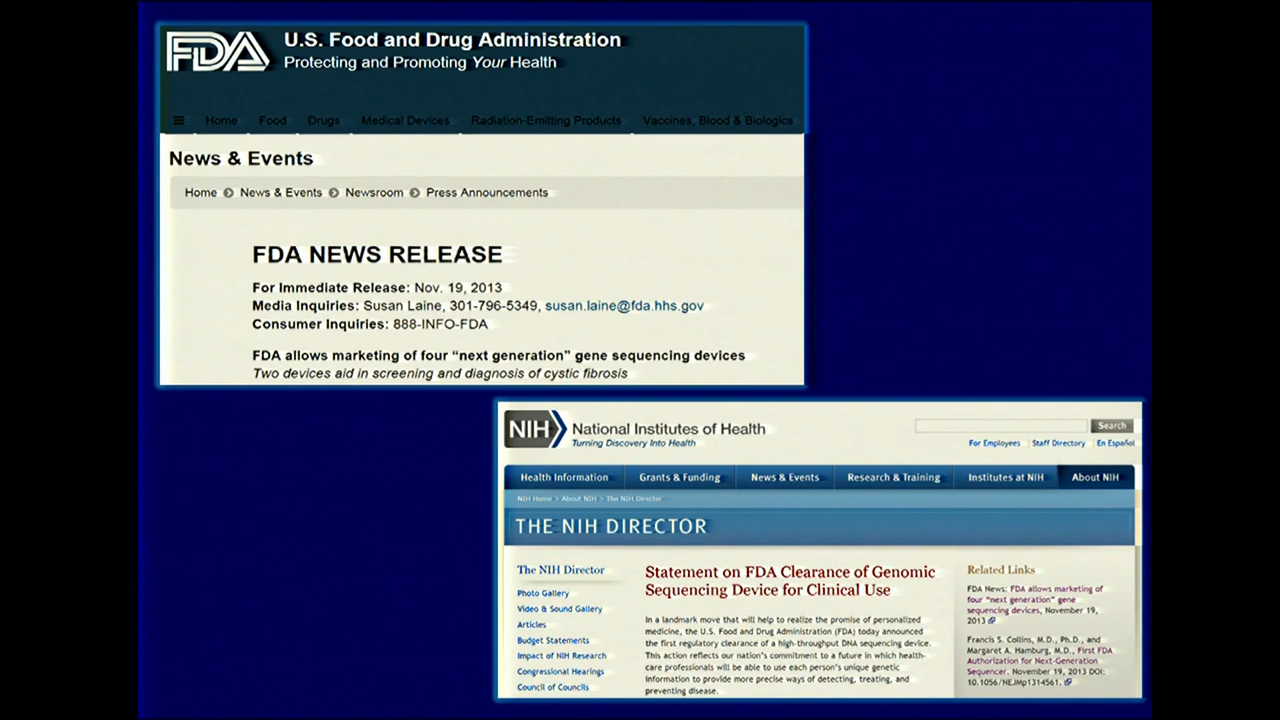 FDA
U.S. Food and Drug Administration
Protecting and Promoting Your Health
Home Food Drugs Medical Devices Radiation-Emitting Products Vaccines, Blood & Biologics
News & Events
Home News & Events Newsroom Press Announcements
FDA NEWS RELEASE
For Immediate Release: Nov. 19, 2013
Media Inquiries: Susan Laine, 301-796-5349, susan.laine@fda.hhs.gov
Consumer Inquiries: 888-INFO-FDA
FDA allows marketing of four “next generation” gene sequencing devices
Two devices aid in screening and diagnosis of cystic fibrosis
NIH
National Institutes of Health
Turning Discovery Into Health
Search
For Employees Staff Directory En Español
Health Information Grants & Funding News & Events Research & Training Institutes at NIH About NIH
NIH Home > About NIH > The NIH Director
THE NIH DIRECTOR
The NIH Director
Photo Gallery
Video & Sound Gallery
Articles
Budget Statements
Impact of NIH Research
Congressional Hearings
Council of Councils
Statement on FDA Clearance of Genomic
Sequencing Device for Clinical Use
In a landmark move that will help to realize the promise of personalized
medicine, the U.S. Food and Drug Administration (FDA) today announced
the first regulatory clearance of a high-throughput DNA sequencing device.
This action reflects our nation's commitment to a future in which health-
care professionals will be able to use each person's unique genetic
information to provide more precise ways of detecting, treating, and
preventing disease.
Related Links
FDA News: FDA allows marketing of
four “next generation” gene
sequencing devices, November 19,
2013
Francis S. Collins, M.D., Ph.D., and
Margaret A. Hamburg, M.D., First FDA
Authorization for Next-Generation
Sequencer. November 19, 2013 DOI:
10.1056/NEJMp1314561.